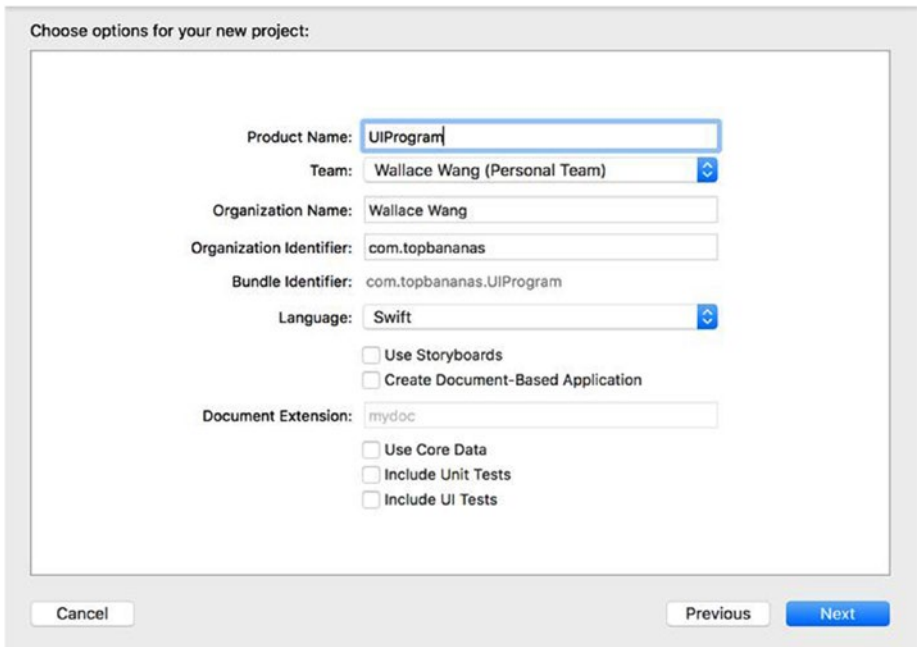 Choose options for your new project:
Product Name: UIProgram
Team: Wallace Wang (Personal Team)
Organization Name: Wallace Wang
Organization Identifier: com.topbananas
Bundle Identifier: com.topbananas.UIProgram
Language: Swift
Use Storyboards
Create Document-Based Application
Document Extension: mydoc
Use Core Data
Include Unit Tests
Include UI Tests
Cancel Previous Next